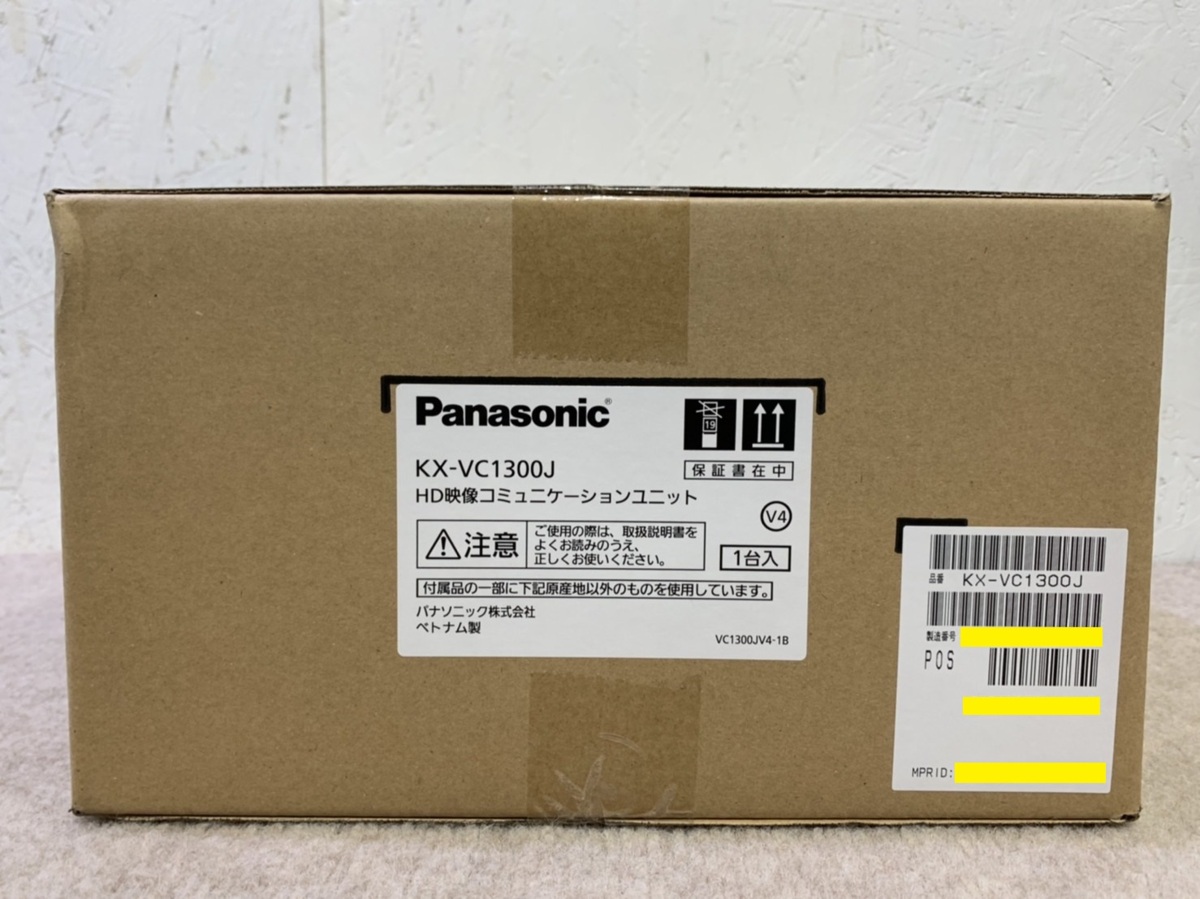 Panasonic®
19
KX-VC1300J
保証書在中
HD映像コミュニケーションユニット
V4
注意
ご使用の際は、取扱説明書を
よくお読みのうえ、
正しくお使いください。
1台入
付属品の一部に下記原産地以外のものを使用しています。
パナソニック株式会社
ベトナム製
VC1300JV4-1B
品番 KX-VC1300J
製造番号
POS
MPRID: